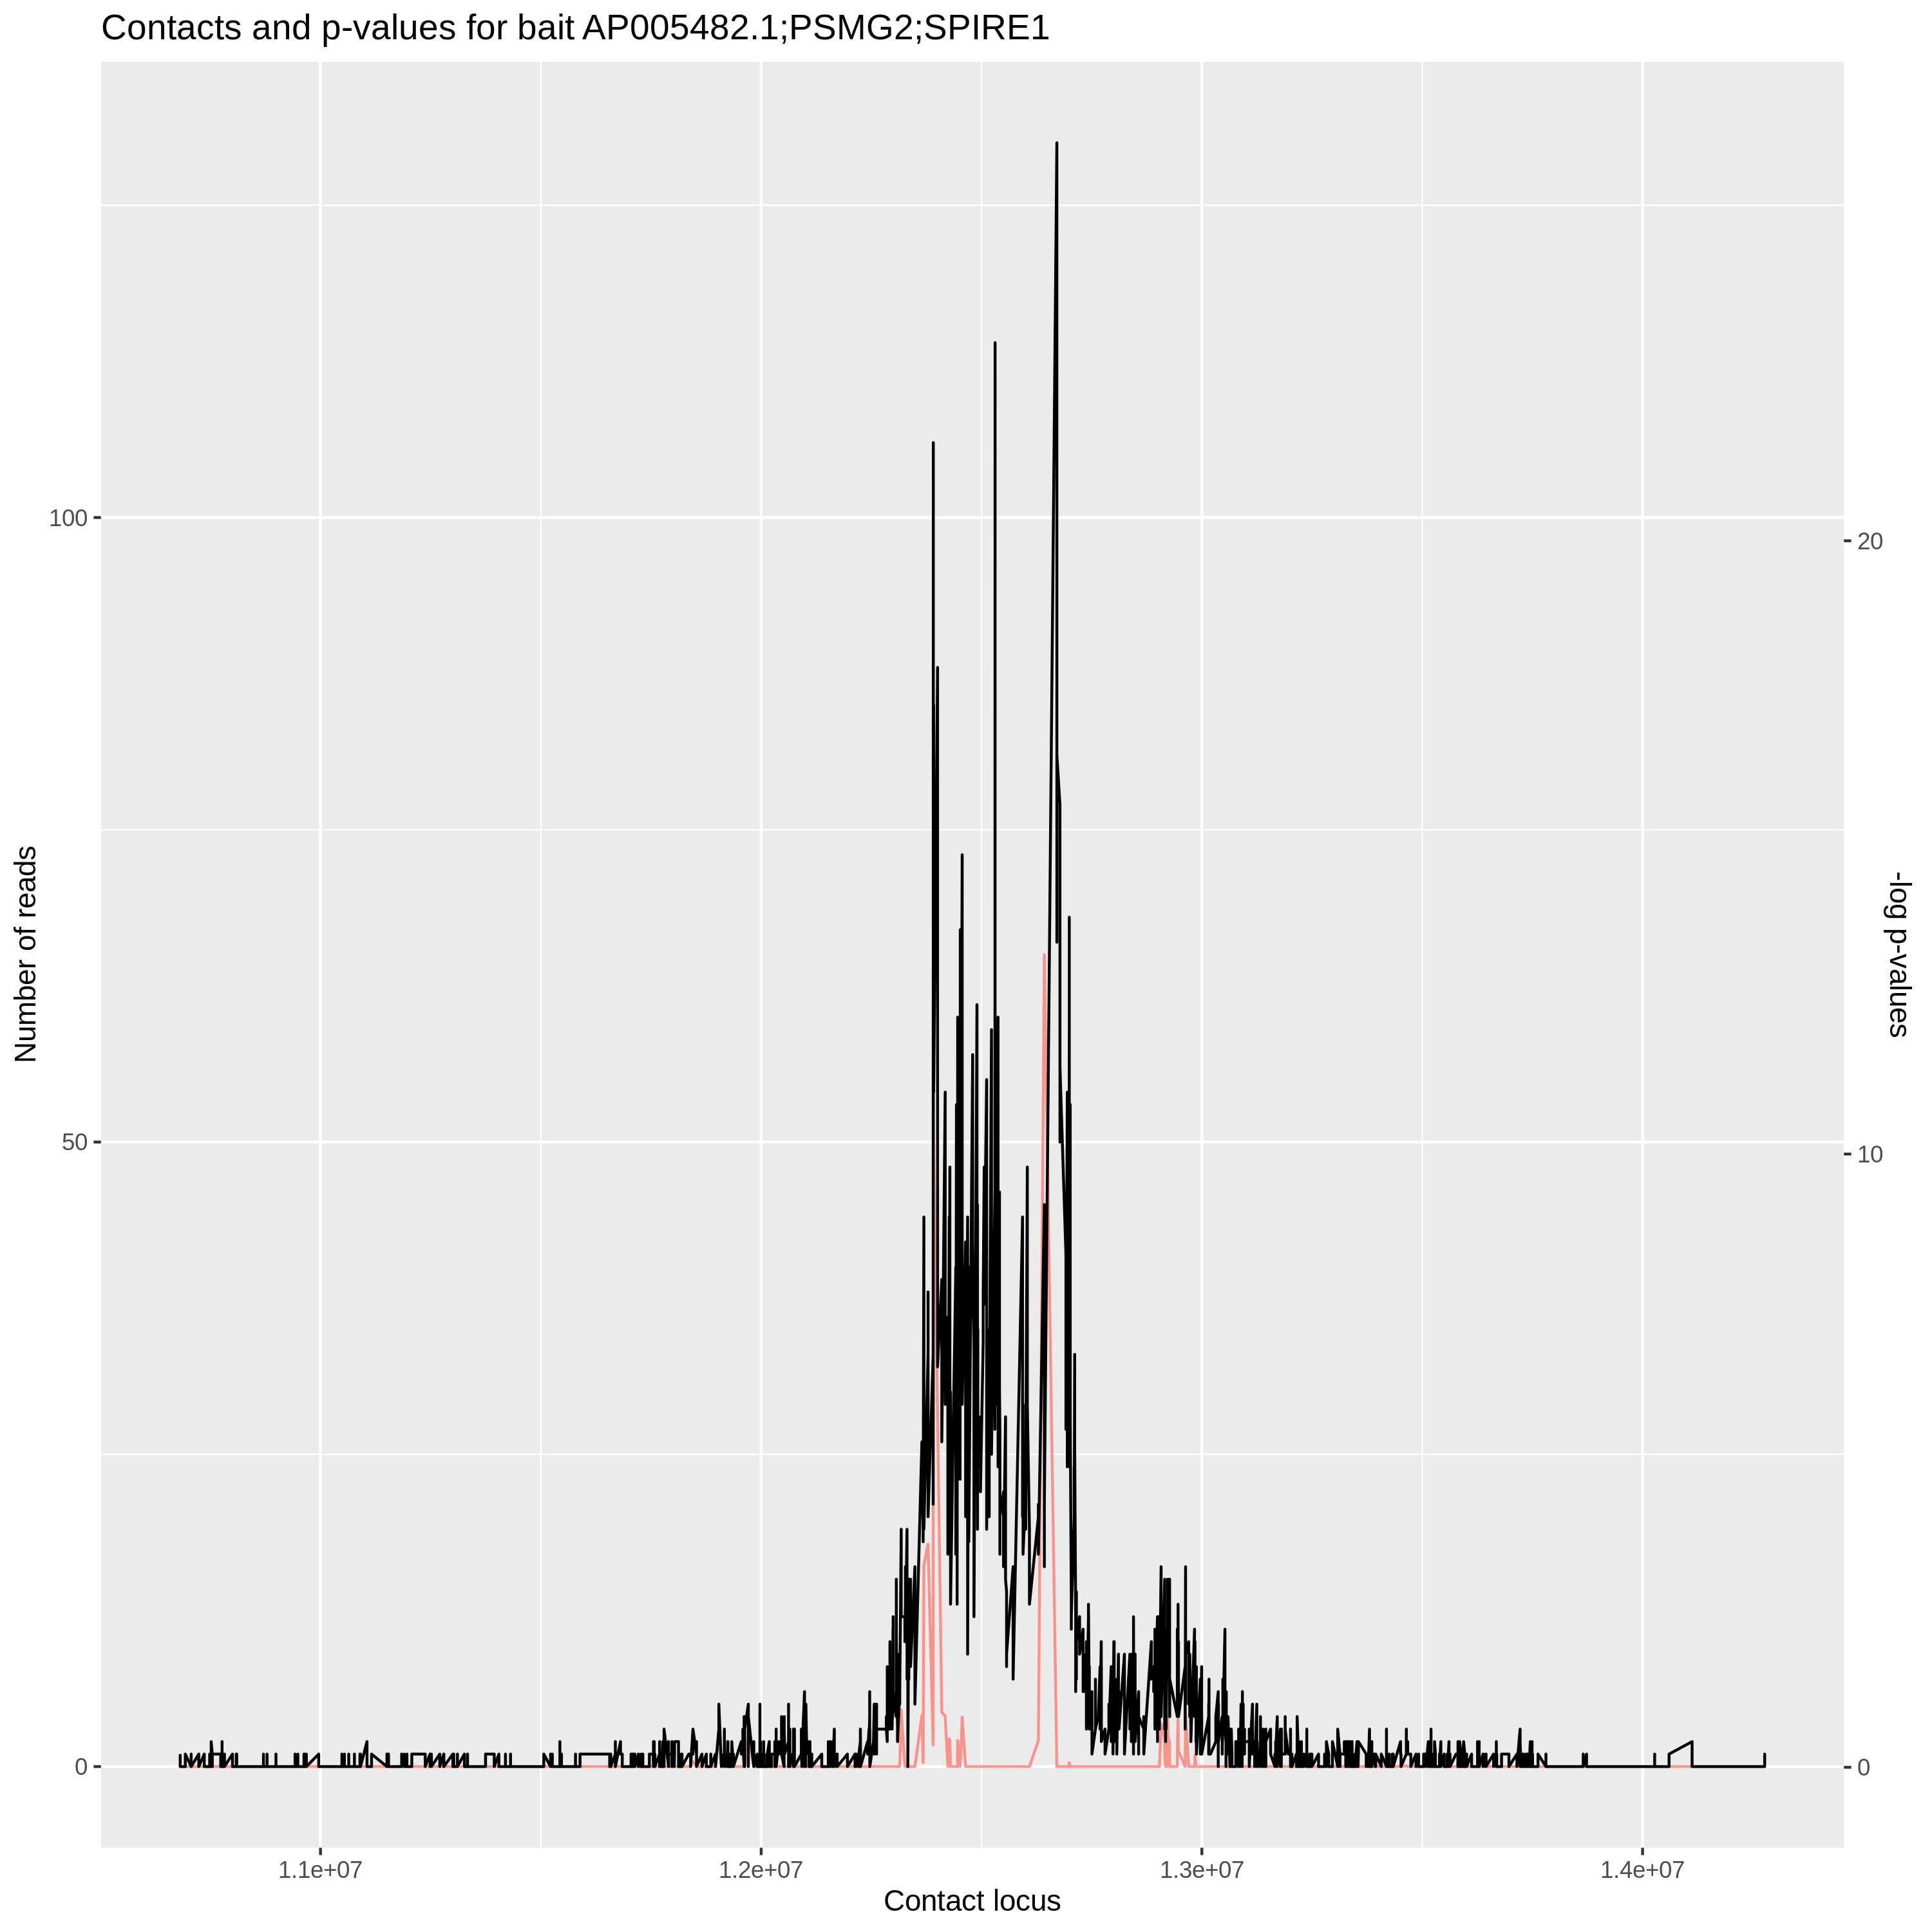 Contacts and p-values for bait AP005482.1;PSMG2;SPIRE1
Number of reads
100
50
0
20
10
0
-log p-values
1.1e+07 1.2e+07 1.3e+07 1.4e+07
Contact locus